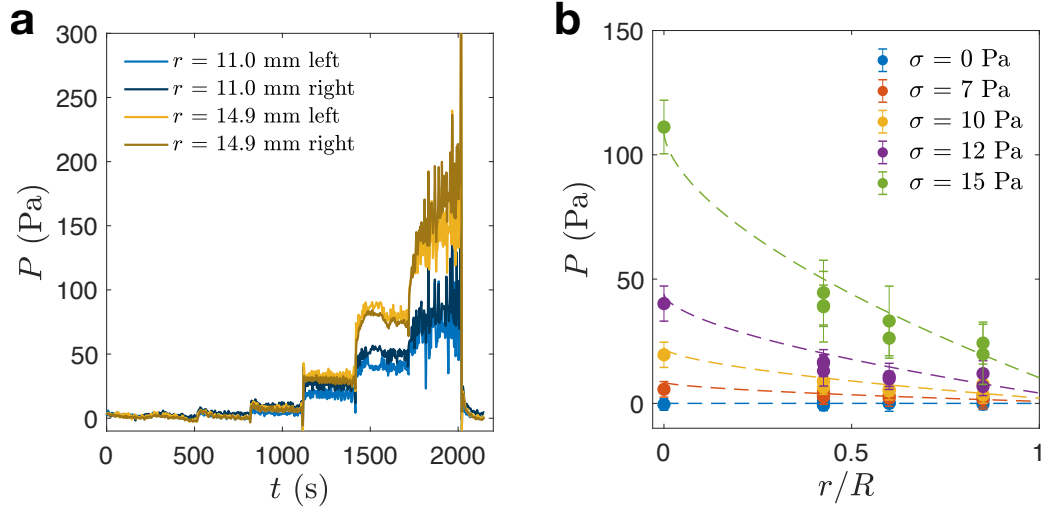 a
300
250
200
150
100
50
0
P (Pa)
r = 11.0 mm left
r = 11.0 mm right
r = 14.9 mm left
r = 14.9 mm right
0 500 1000 1500 2000
t (s)
b
150
100
50
0
P (Pa)
σ = 0 Pa
σ = 7 Pa
σ = 10 Pa
σ = 12 Pa
σ = 15 Pa
0 0.5 1
r/R